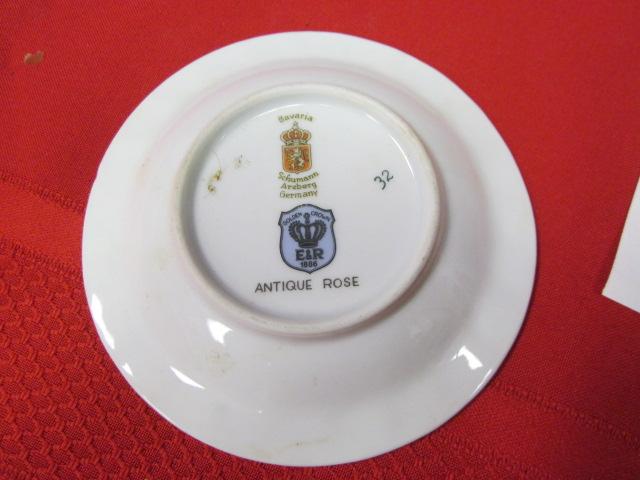 Bavaria
Schumann
Arzberg
Germany
32
GOLDEN CROWN
E&R
1886
ANTIQUE ROSE